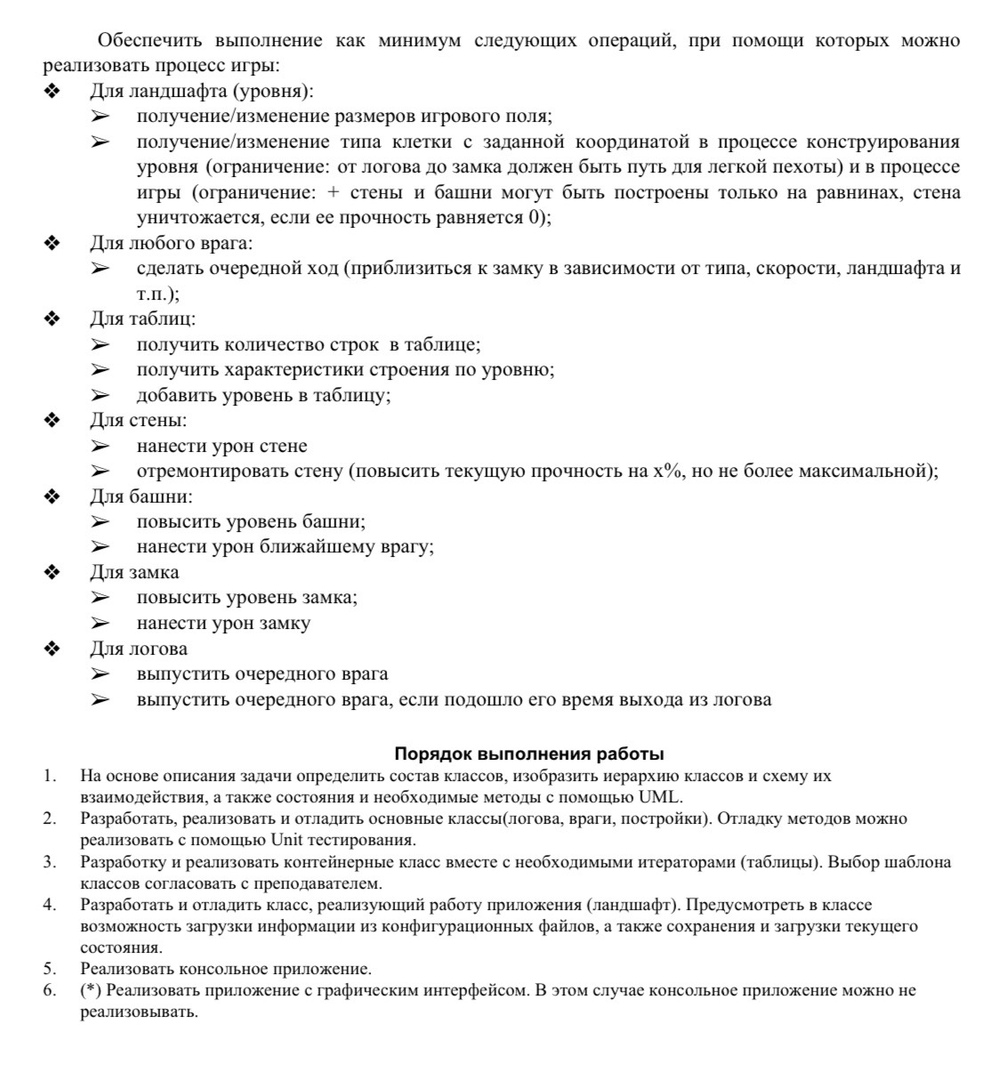 Обеспечить выполнение как минимум следующих операций, при помощи которых можно
реализовать процесс игры:
❖ Для ландшафта (уровня):
➢ получение/изменение размеров игрового поля;
➢ получение/изменение типа клетки с заданной координатой в процессе конструирования
уровня (ограничение: от логова до замка должен быть путь для легкой пехоты) и в процессе
игры (ограничение: + стены и башни могут быть построены только на равнинах, стена
уничтожается, если ее прочность равняется 0);
❖ Для любого врага:
➢ сделать очередной ход (приблизиться к замку в зависимости от типа, скорости, ландшафта и
т.п.);
❖ Для таблиц:
➢ получить количество строк в таблице;
➢ получить характеристики строения по уровню;
➢ добавить уровень в таблицу;
❖ Для стены:
➢ нанести урон стене
➢ отремонтировать стену (повысить текущую прочность на x%, но не более максимальной);
❖ Для башни:
➢ повысить уровень башни;
➢ нанести урон ближайшему врагу;
❖ Для замка
➢ повысить уровень замка;
➢ нанести урон замку
❖ Для логова
➢ выпустить очередного врага
➢ выпустить очередного врага, если подошло его время выхода из логова
Порядок выполнения работы
1. На основе описания задачи определить состав классов, изобразить иерархию классов и схему их
взаимодействия, а также состояния и необходимые методы с помощью UML.
2. Разработать, реализовать и отладить основные классы(логова, враги, постройки). Отладку методов можно
реализовать с помощью Unit тестирования.
3. Разработку и реализовать контейнерные класс вместе с необходимыми итераторами (таблицы). Выбор шаблона
классов согласовать с преподавателем.
4. Разработать и отладить класс, реализующий работу приложения (ландшафт). Предусмотреть в классе
возможность загрузки информации из конфигурационных файлов, а также сохранения и загрузки текущего
состояния.
5. Реализовать консольное приложение.
6. (*) Реализовать приложение с графическим интерфейсом. В этом случае консольное приложение можно не
реализовывать.